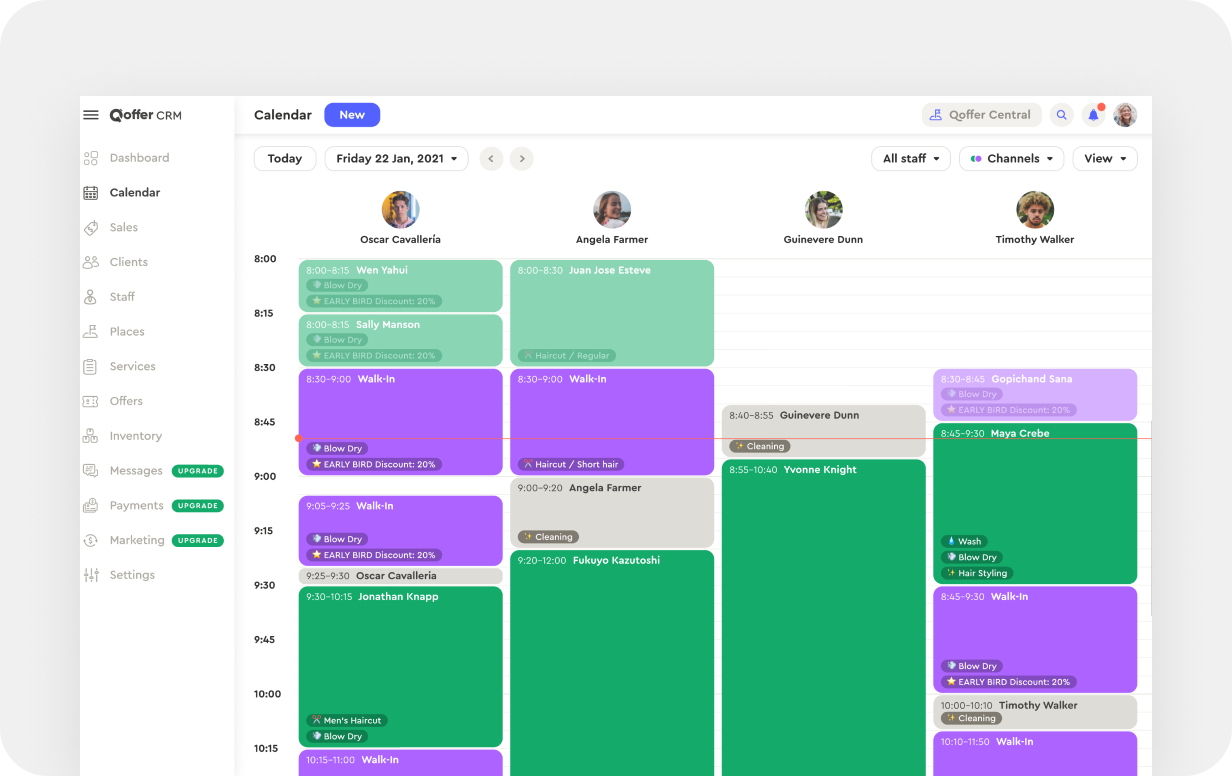 Qoffer CRM
Dashboard
Calendar
Sales
Clients
Staff
Places
Services
Offers
Inventory
Messages UPGRADE
Payments UPGRADE
Marketing UPGRADE
Settings
Calendar New Qoffer Central
Today Friday 22 Jan, 2021 All staff Channels View
Oscar Cavallería Angela Farmer Guinevere Dunn Timothy Walker
8:00
8:15
8:30
8:45
9:00
9:15
9:30
9:45
10:00
10:15
8:00–8:15 Wen Yahui
Blow Dry
EARLY BIRD Discount: 20%
8:00–8:15 Sally Manson
Blow Dry
EARLY BIRD Discount: 20%
8:30–9:00 Walk-In
Blow Dry
EARLY BIRD Discount: 20%
9:05–9:25 Walk-In
Blow Dry
EARLY BIRD Discount: 20%
9:25–9:30 Oscar Cavalleria
9:30–10:15 Jonathan Knapp
Men's Haircut
Blow Dry
10:15–11:00 Walk-In
8:00–8:30 Juan Jose Esteve
Haircut / Regular
8:30–9:00 Walk-In
Haircut / Short hair
9:00–9:20 Angela Farmer
Cleaning
9:20–12:00 Fukuyo Kazutoshi
8:40–8:55 Guinevere Dunn
Cleaning
8:55–10:40 Yvonne Knight
8:30–8:45 Gopichand Sana
Blow Dry
EARLY BIRD Discount: 20%
8:45–9:30 Maya Crebe
Wash
Blow Dry
Hair Styling
8:45–9:30 Walk-In
Blow Dry
EARLY BIRD Discount: 20%
10:00–10:10 Timothy Walker
Cleaning
10:10–11:50 Walk-In